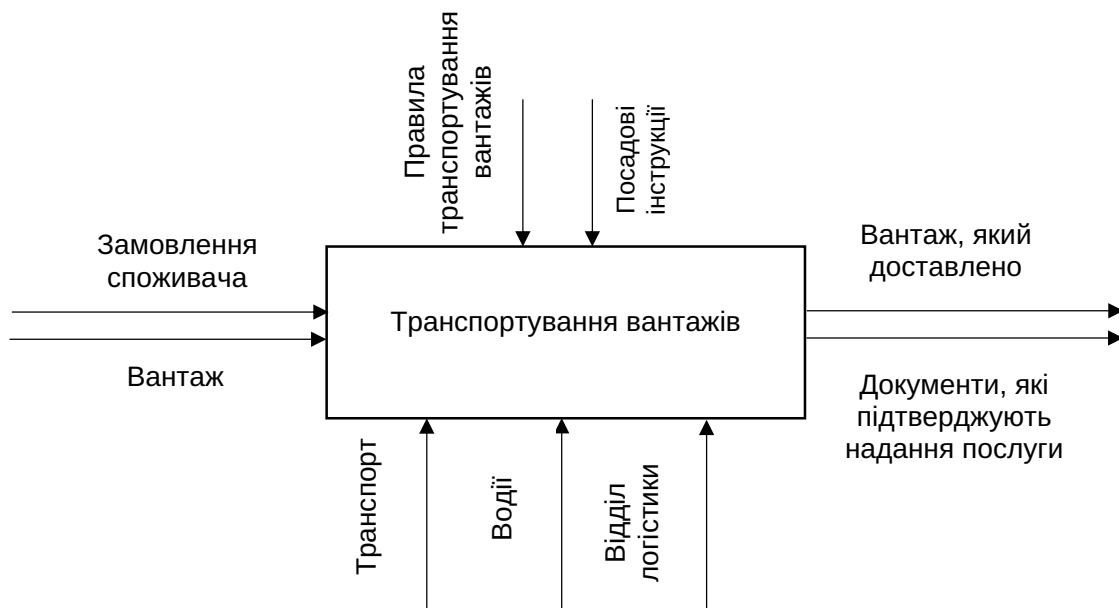 Правила
транспортування
вантажів
Посадові
інструкції
Замовлення
споживача
Вантаж, який
доставлено
Транспортування вантажів
Вантаж
Документи, які
підтверджують
надання послуги
Транспорт
Водії
Відділ
логістики